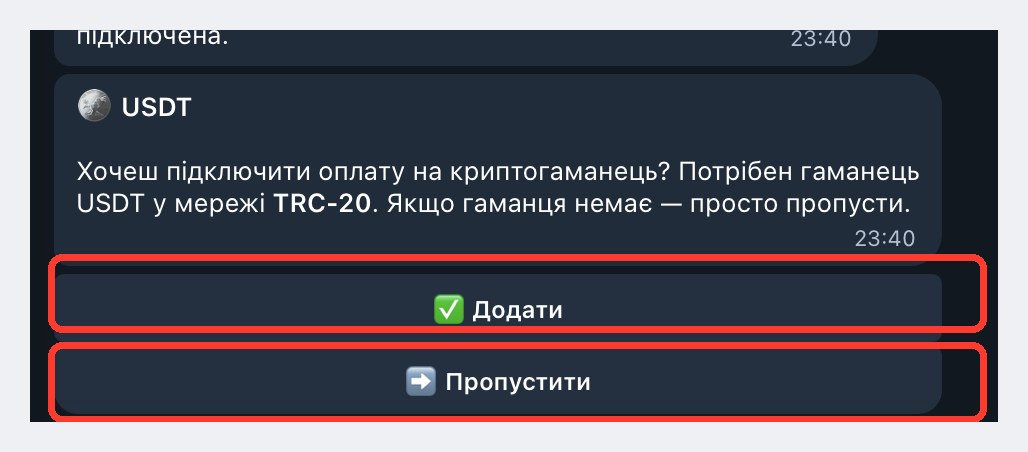 підключена.
23:40
USDT
Хочеш підключити оплату на криптогаманець? Потрібен гаманець
USDT у мережі TRC-20. Якщо гаманця немає — просто пропусти.
23:40
✅ Додати
➡️ Пропустити